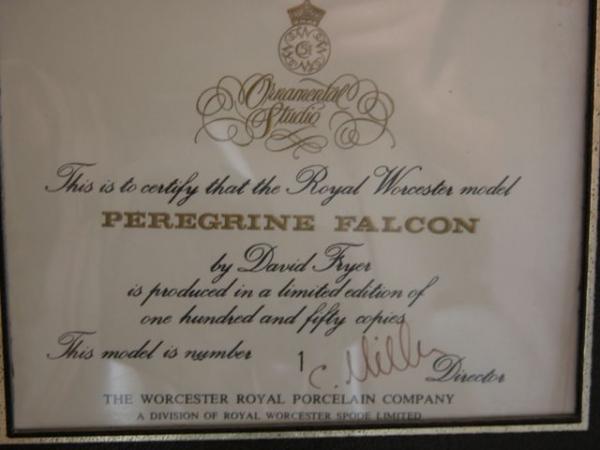 Ornamental
Studio
This is to certify that the Royal Worcester model
PEREGRINE FALCON
by David Fryer
is produced in a limited edition of
one hundred and fifty copies
This model is number 1
C. Miller Director
THE WORCESTER ROYAL PORCELAIN COMPANY
A DIVISION OF ROYAL WORCESTER SPODE LIMITED